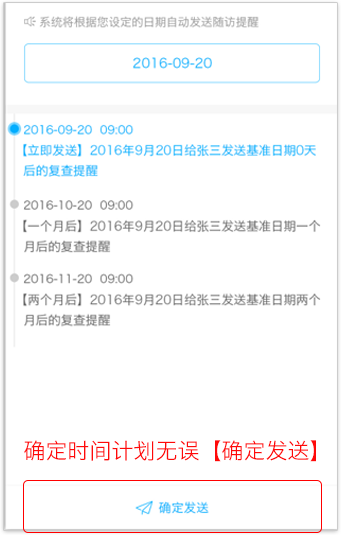 系统将根据您设定的日期自动发送随访提醒
2016-09-20
2016-09-20 09:00
【立即发送】2016年9月20日给张三发送基准日期0天
后的复查提醒
2016-10-20 09:00
【一个月后】2016年9月20日给张三发送基准日期一个
月后的复查提醒
2016-11-20 09:00
【两个月后】2016年9月20日给张三发送基准日期两个
月后的复查提醒
确定时间计划无误【确定发送】
确定发送